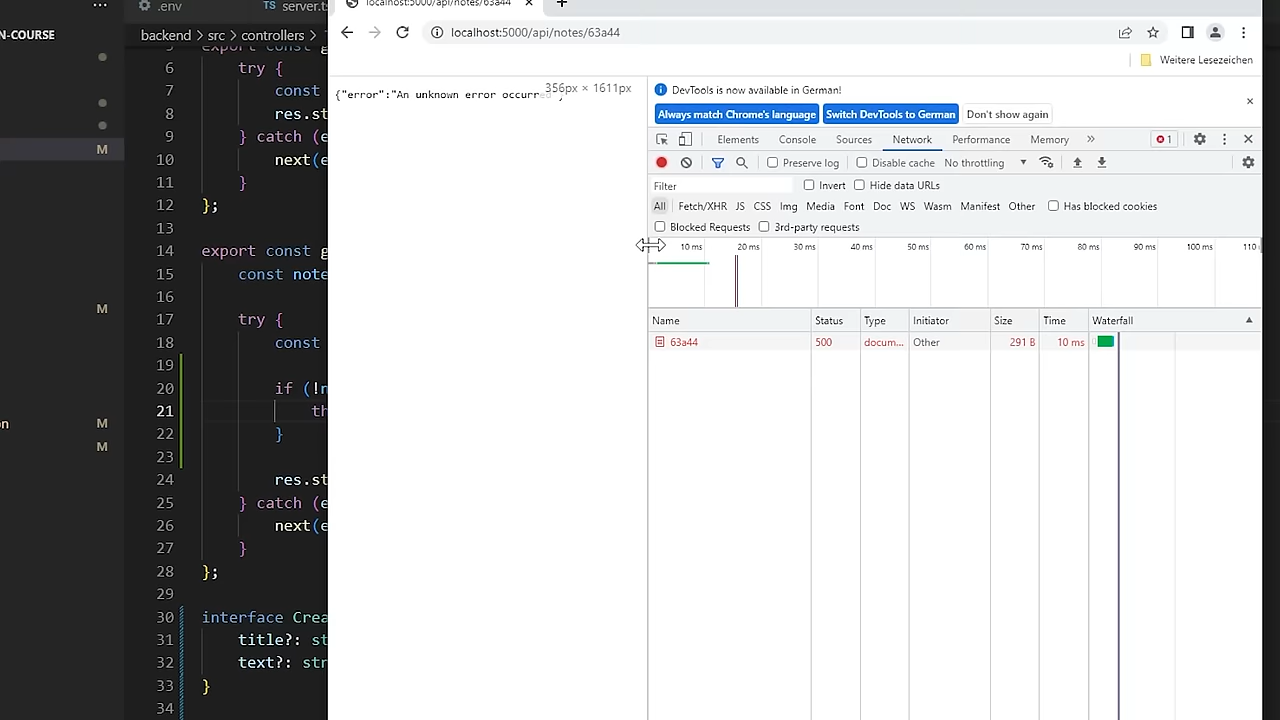 N-COURSE
M
M
n
M
M
.env
TS server.ts
backend > src > controllers >
6 try {
7 const
8 res.st
9 } catch (e
10 next(e
11 }
12 };
13
14 export const g
15 const note
16
17 try {
18 const
19
20 if (!n
21 th
22 }
23
24 res.st
25 } catch (e
26 next(e
27 }
28 };
29
30 interface Crea
31 title?: st
32 text?: str
33 }
34
localhost:5000/api/notes/63a44
localhost:5000/api/notes/63a44
Weitere Lesezeichen
{"error":"An unknown error occurred"}
356px × 1611px
DevTools is now available in German!
Always match Chrome's language
Switch DevTools to German
Don't show again
Elements Console Sources Network Performance Memory » 1
Preserve log Disable cache No throttling
Filter Invert Hide data URLs
All Fetch/XHR JS CSS Img Media Font Doc WS Wasm Manifest Other Has blocked cookies
Blocked Requests 3rd-party requests
10 ms 20 ms 30 ms 40 ms 50 ms 60 ms 70 ms 80 ms 90 ms 100 ms 110
Name Status Type Initiator Size Time Waterfall
63a44 500 docum... Other 291 B 10 ms